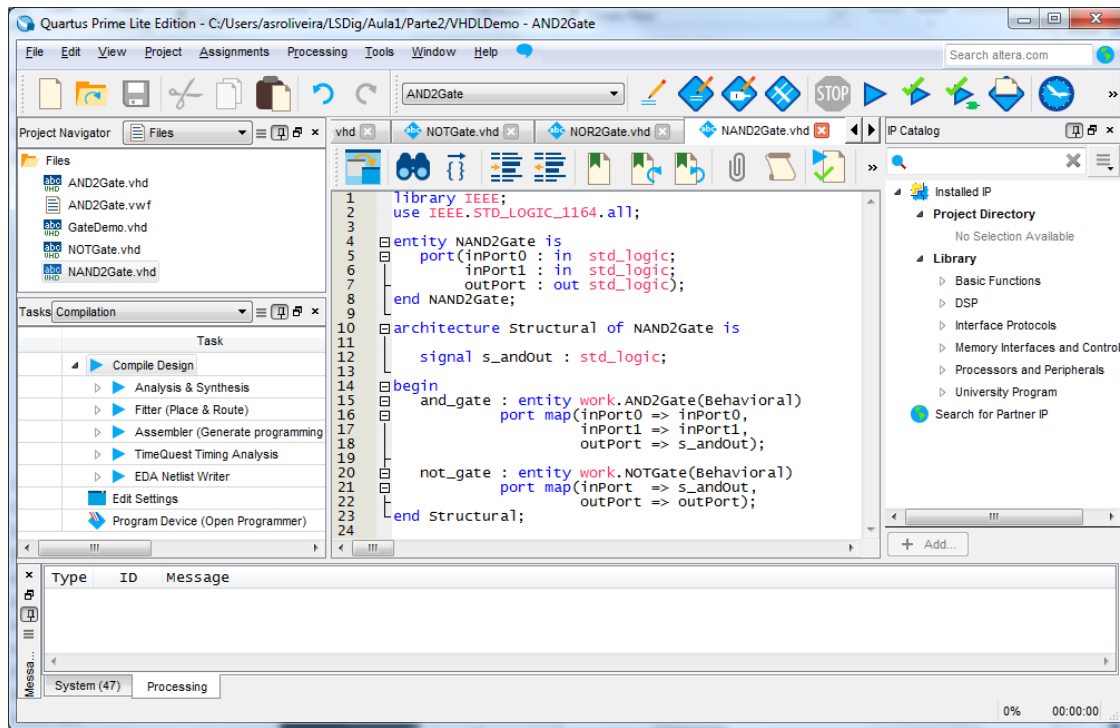 Quartus Prime Lite Edition - C:/Users/asroliveira/LSDig/Aula1/Parte2/VHDLDemo - AND2Gate
File Edit View Project Assignments Processing Tools Window Help
Search altera.com
AND2Gate
STOP
»
Project Navigator Files
Files
AND2Gate.vhd
AND2Gate.vwf
GateDemo.vhd
NOTGate.vhd
NAND2Gate.vhd
Tasks Compilation
Task
Compile Design
Analysis & Synthesis
Fitter (Place & Route)
Assembler (Generate programming
TimeQuest Timing Analysis
EDA Netlist Writer
Edit Settings
Program Device (Open Programmer)
vhd NOTGate.vhd NOR2Gate.vhd NAND2Gate.vhd
»
1 library IEEE;
2 use IEEE.STD_LOGIC_1164.all;
3
4 entity NAND2Gate is
5 port(inPort0 : in std_logic;
6 inPort1 : in std_logic;
7 outPort : out std_logic);
8 end NAND2Gate;
9
10 architecture Structural of NAND2Gate is
11
12 signal s_andOut : std_logic;
13
14 begin
15 and_gate : entity work.AND2Gate(Behavioral)
16 port map(inPort0 => inPort0,
17 inPort1 => inPort1,
18 outPort => s_andOut);
19
20 not_gate : entity work.NOTGate(Behavioral)
21 port map(inPort => s_andOut,
22 outPort => outPort);
23 end Structural;
24
IP Catalog
Installed IP
Project Directory
No Selection Available
Library
Basic Functions
DSP
Interface Protocols
Memory Interfaces and Control
Processors and Peripherals
University Program
Search for Partner IP
+ Add...
Type ID Message
Messa...
System (47) Processing
0% 00:00:00